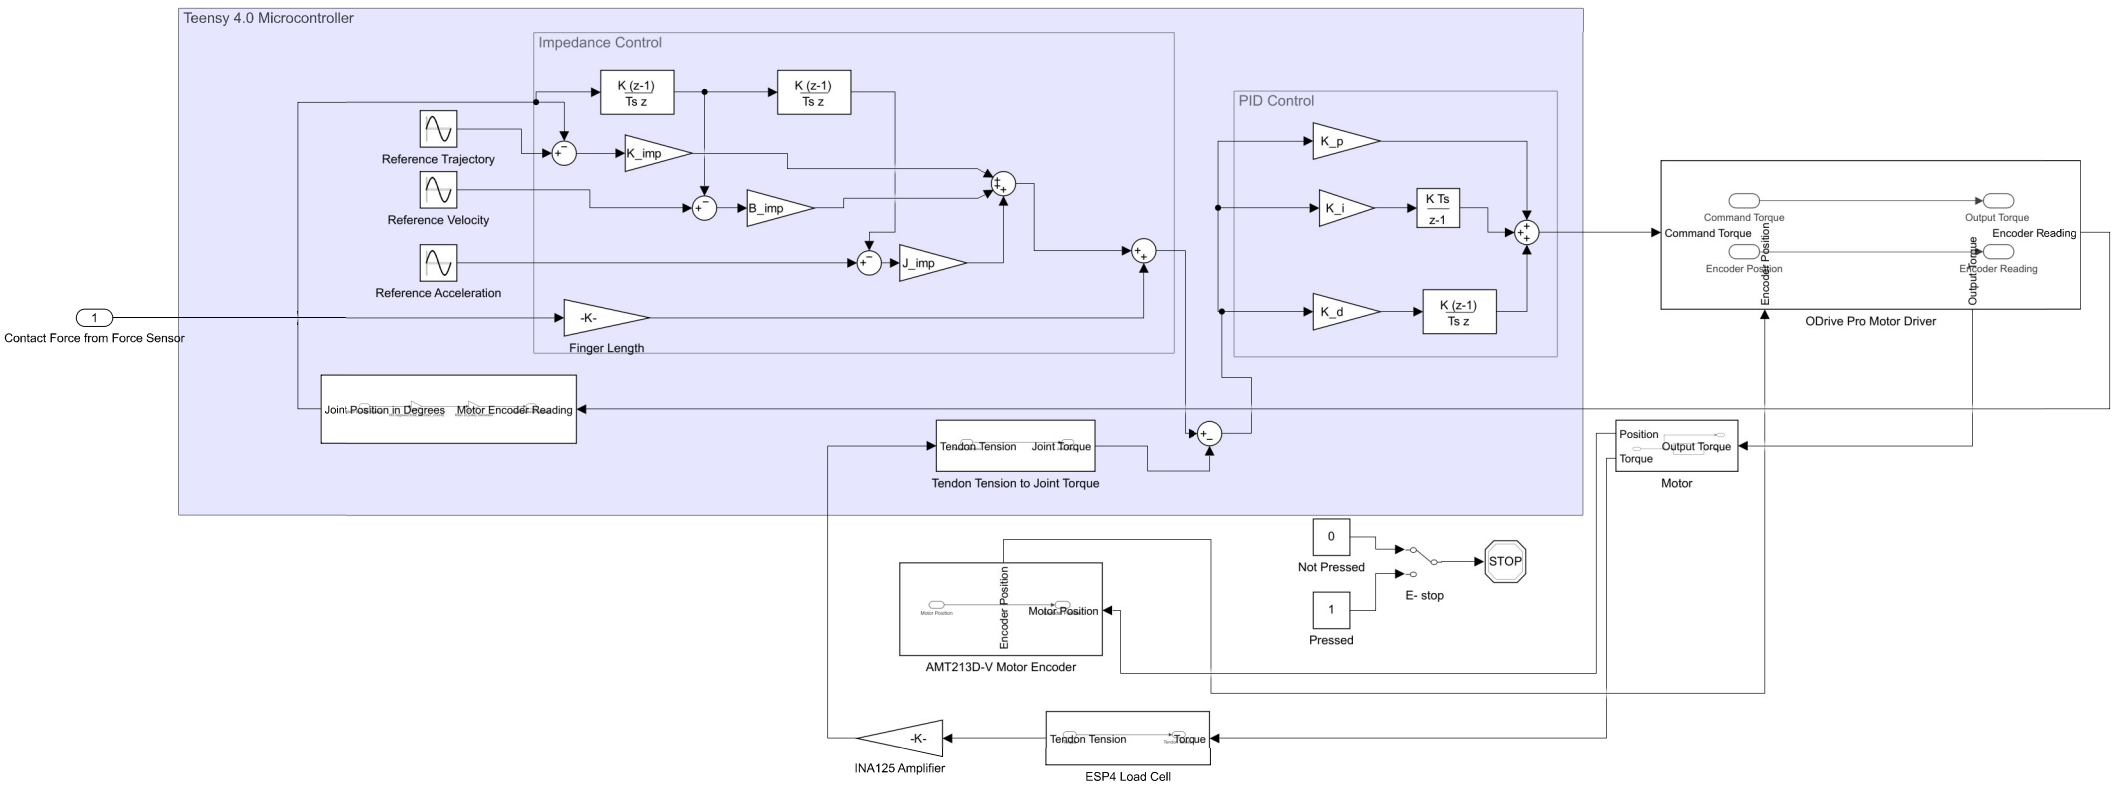 Teensy 4.0 Microcontroller
Impedance Control
K (z-1)
Ts z
K (z-1)
Ts z
Reference Trajectory
+
−
K_imp
Reference Velocity
+
−
B_imp
+
+
+
Reference Acceleration
+
−
J_imp
+
+
1
Contact Force from Force Sensor
-K-
Finger Length
PID Control
K_p
K_i
K Ts
z-1
+
+
+
K_d
K (z-1)
Ts z
Command Torque
Output Torque
Command Torque
Encoder Reading
Encoder Position
Encoder Reading
Encoder Position
Output Torque
ODrive Pro Motor Driver
Joint Position in Degrees
Motor Encoder Reading
Tendon Tension
Joint Torque
Tendon Tension to Joint Torque
+
−
Position
Output Torque
Torque
Motor
0
Not Pressed
1
Pressed
E- stop
STOP
Encoder Position
Motor Position
Motor Position
AMT213D-V Motor Encoder
-K-
INA125 Amplifier
Tendon Tension
Torque
ESP4 Load Cell